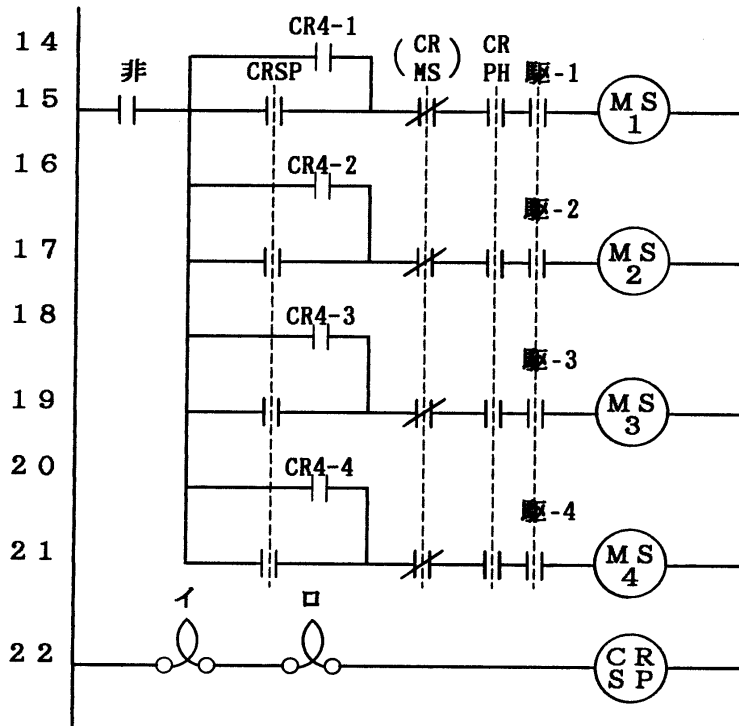 14
CR4-1
非
CRSP
(CR MS)
CR PH
駆-1
15
MS 1
16
CR4-2
駆-2
17
MS 2
18
CR4-3
駆-3
19
MS 3
20
CR4-4
駆-4
21
MS 4
イ
ロ
22
CR SP